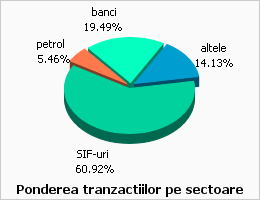 banci
19.49%
petrol
5.46%
altele
14.13%
SIF-uri
60.92%
Ponderea tranzactiilor pe sectoare